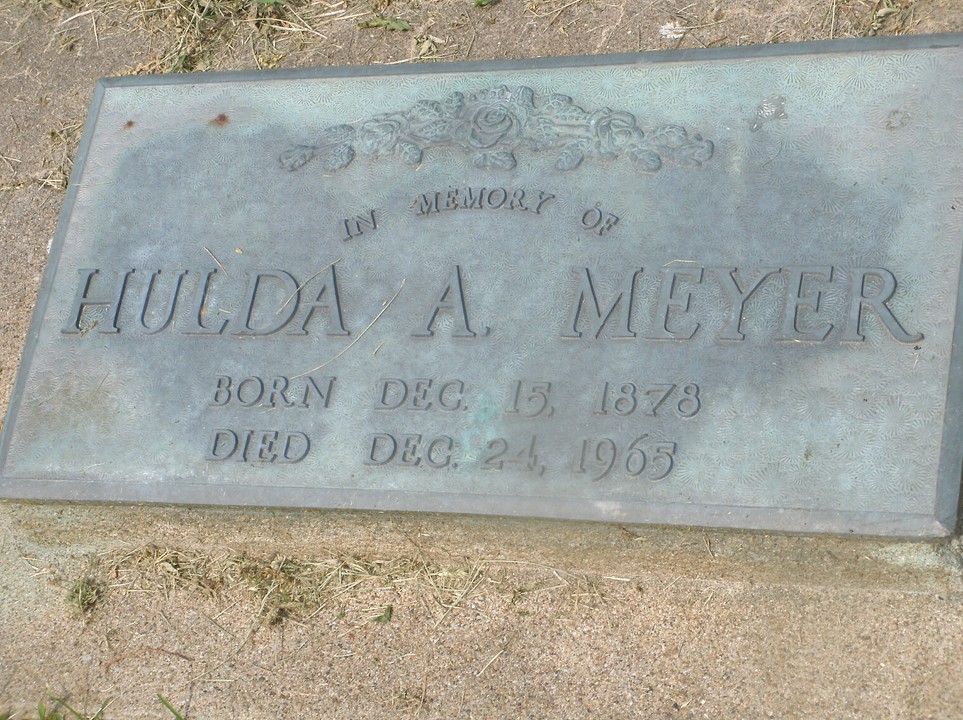 IN MEMORY OF
HULDA A. MEYER
BORN DEC. 15, 1878
DIED DEC. 24, 1965